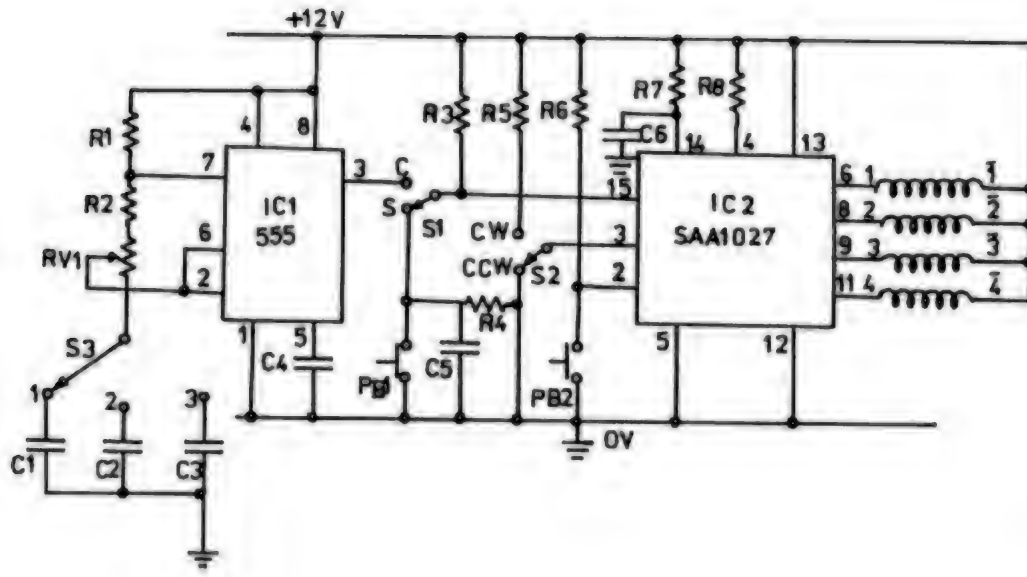 +12V
R3 R5 R6 R7 R8
C6
4 8 14 4 13
R1
7 3 C 15 6 1 1̅
IC1
555
S S1
IC2
SAA1027
8 2 2̅
R2
6 CW 3 9 3 3̅
RV1
CCW S2
2 2 11 4 4̅
R4
1 5 5 12
S3
C4 PB1 C5 PB2
1 2 3
0V
C1 C2 C3